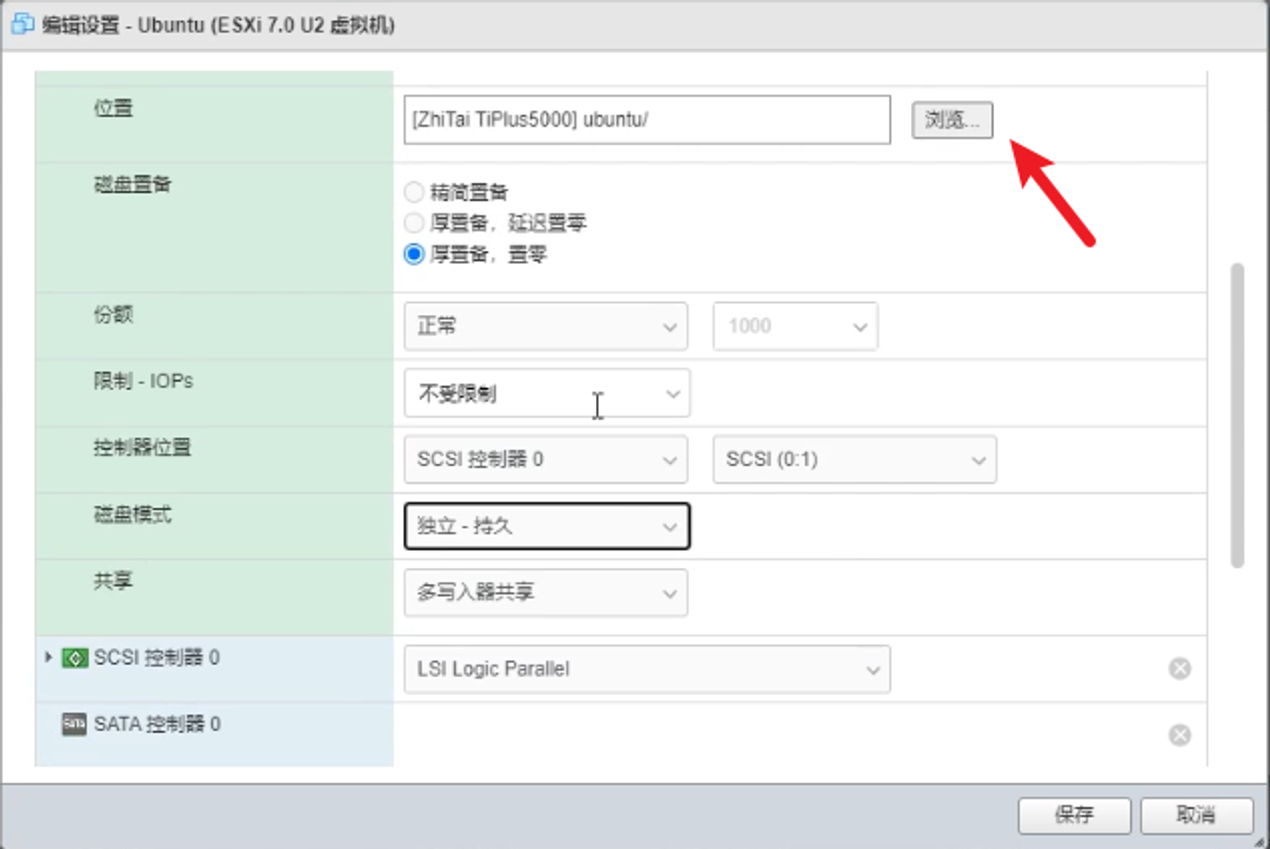 编辑设置 - Ubuntu (ESXi 7.0 U2 虚拟机)
位置
[ZhiTai TiPlus5000] ubuntu/
浏览...
磁盘置备
精简置备
厚置备，延迟置零
厚置备，置零
份额
正常
1000
限制 - IOPs
不受限制
控制器位置
SCSI 控制器 0
SCSI (0:1)
磁盘模式
独立 - 持久
共享
多写入器共享
SCSI 控制器 0
LSI Logic Parallel
SATA
SATA 控制器 0
保存
取消